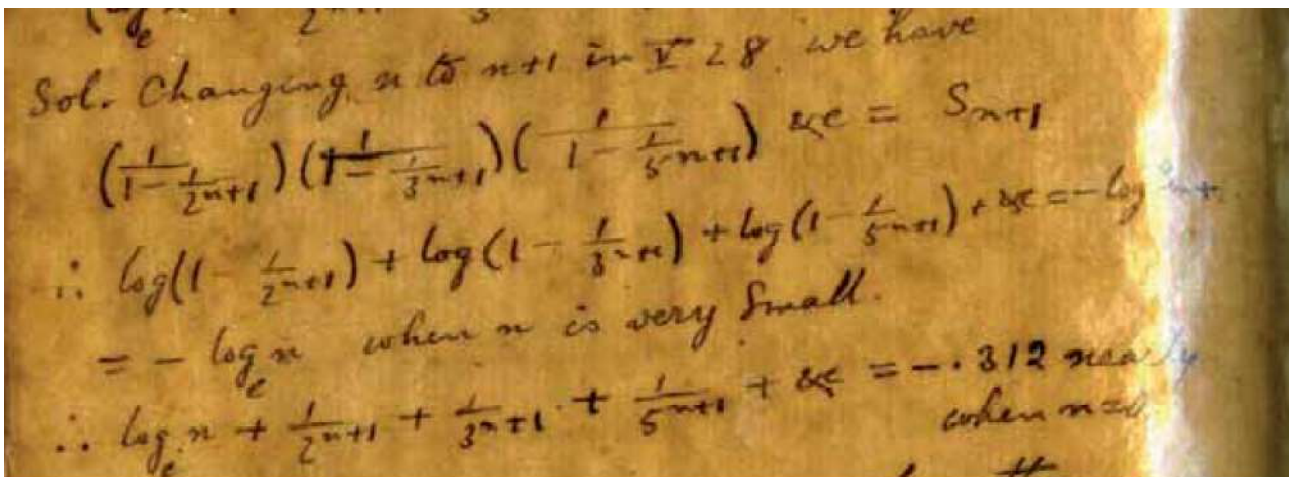 Sol. Changing n to n+1 in V 28. we have
(1/(1 - 1/2^{n+1}))(1/(1 - 1/3^{n+1}))(1/(1 - 1/5^{n+1})) &c = S_{n+1}
∴ log(1 - 1/2^{n+1}) + log(1 - 1/3^{n+1}) + log(1 - 1/5^{n+1}) + &c = - log
= - log_e n when n is very small.
∴ log_e n + 1/2^{n+1} + 1/3^{n+1} + 1/5^{n+1} + &c = -.312 nearly
when n=0